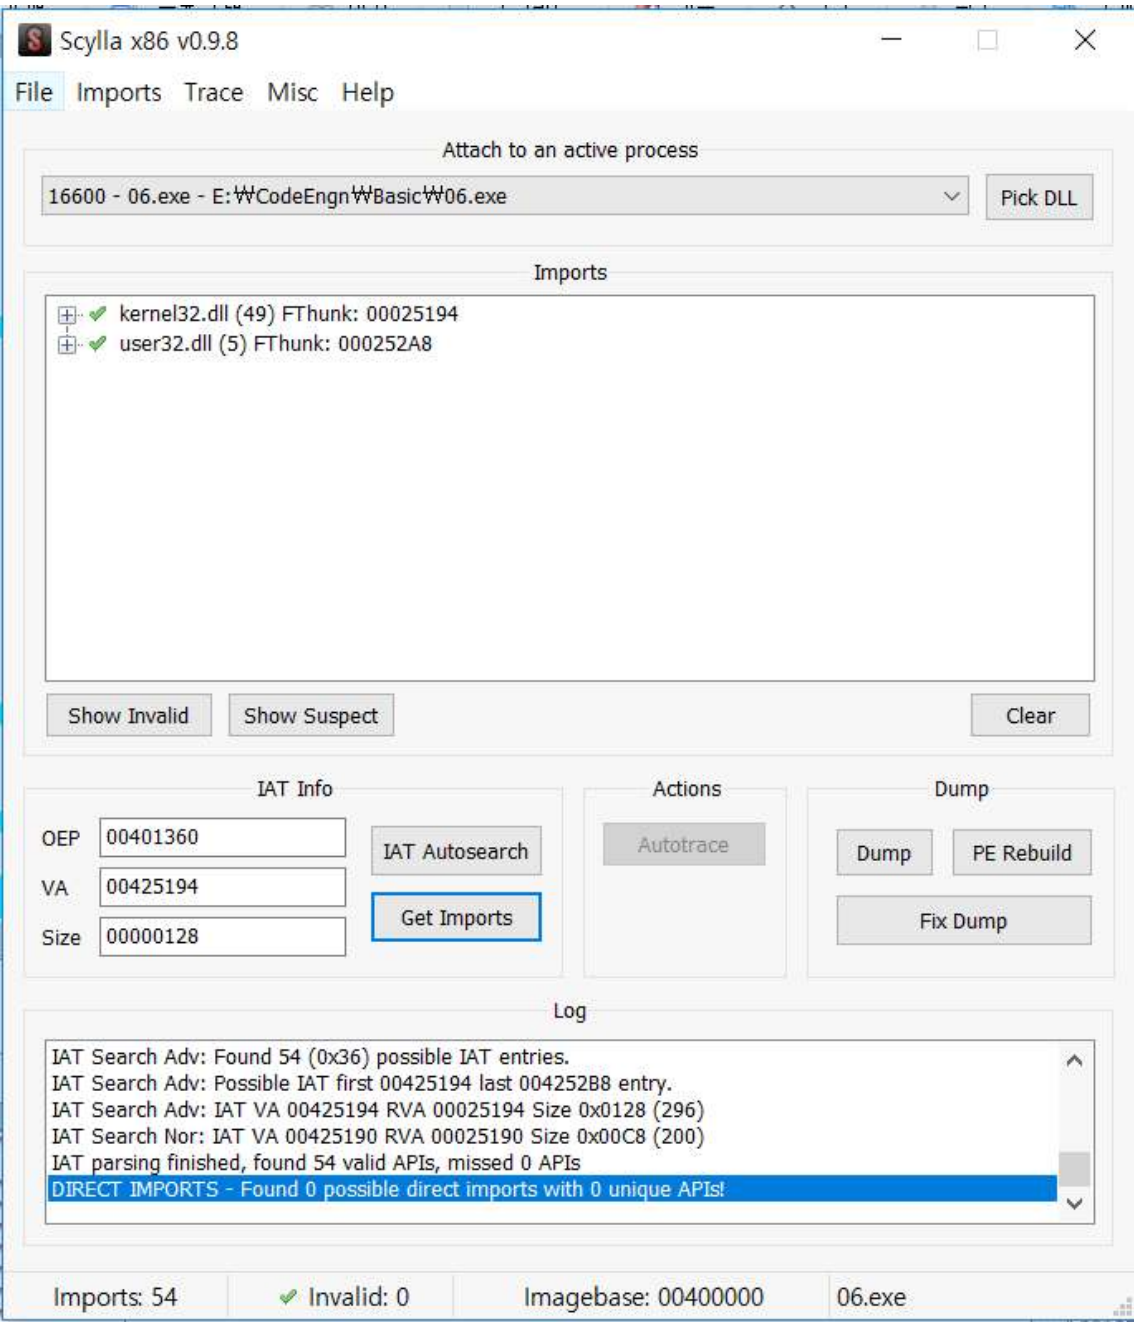 Scylla x86 v0.9.8
File Imports Trace Misc Help
Attach to an active process
16600 - 06.exe - E:₩CodeEngn₩Basic₩06.exe
Pick DLL
Imports
kernel32.dll (49) FThunk: 00025194
user32.dll (5) FThunk: 000252A8
Show Invalid Show Suspect Clear
IAT Info
OEP 00401360
VA 00425194
Size 00000128
IAT Autosearch
Get Imports
Actions
Autotrace
Dump
Dump PE Rebuild
Fix Dump
Log
IAT Search Adv: Found 54 (0x36) possible IAT entries.
IAT Search Adv: Possible IAT first 00425194 last 004252B8 entry.
IAT Search Adv: IAT VA 00425194 RVA 00025194 Size 0x0128 (296)
IAT Search Nor: IAT VA 00425190 RVA 00025190 Size 0x00C8 (200)
IAT parsing finished, found 54 valid APIs, missed 0 APIs
DIRECT IMPORTS - Found 0 possible direct imports with 0 unique APIs!
Imports: 54 Invalid: 0 Imagebase: 00400000 06.exe